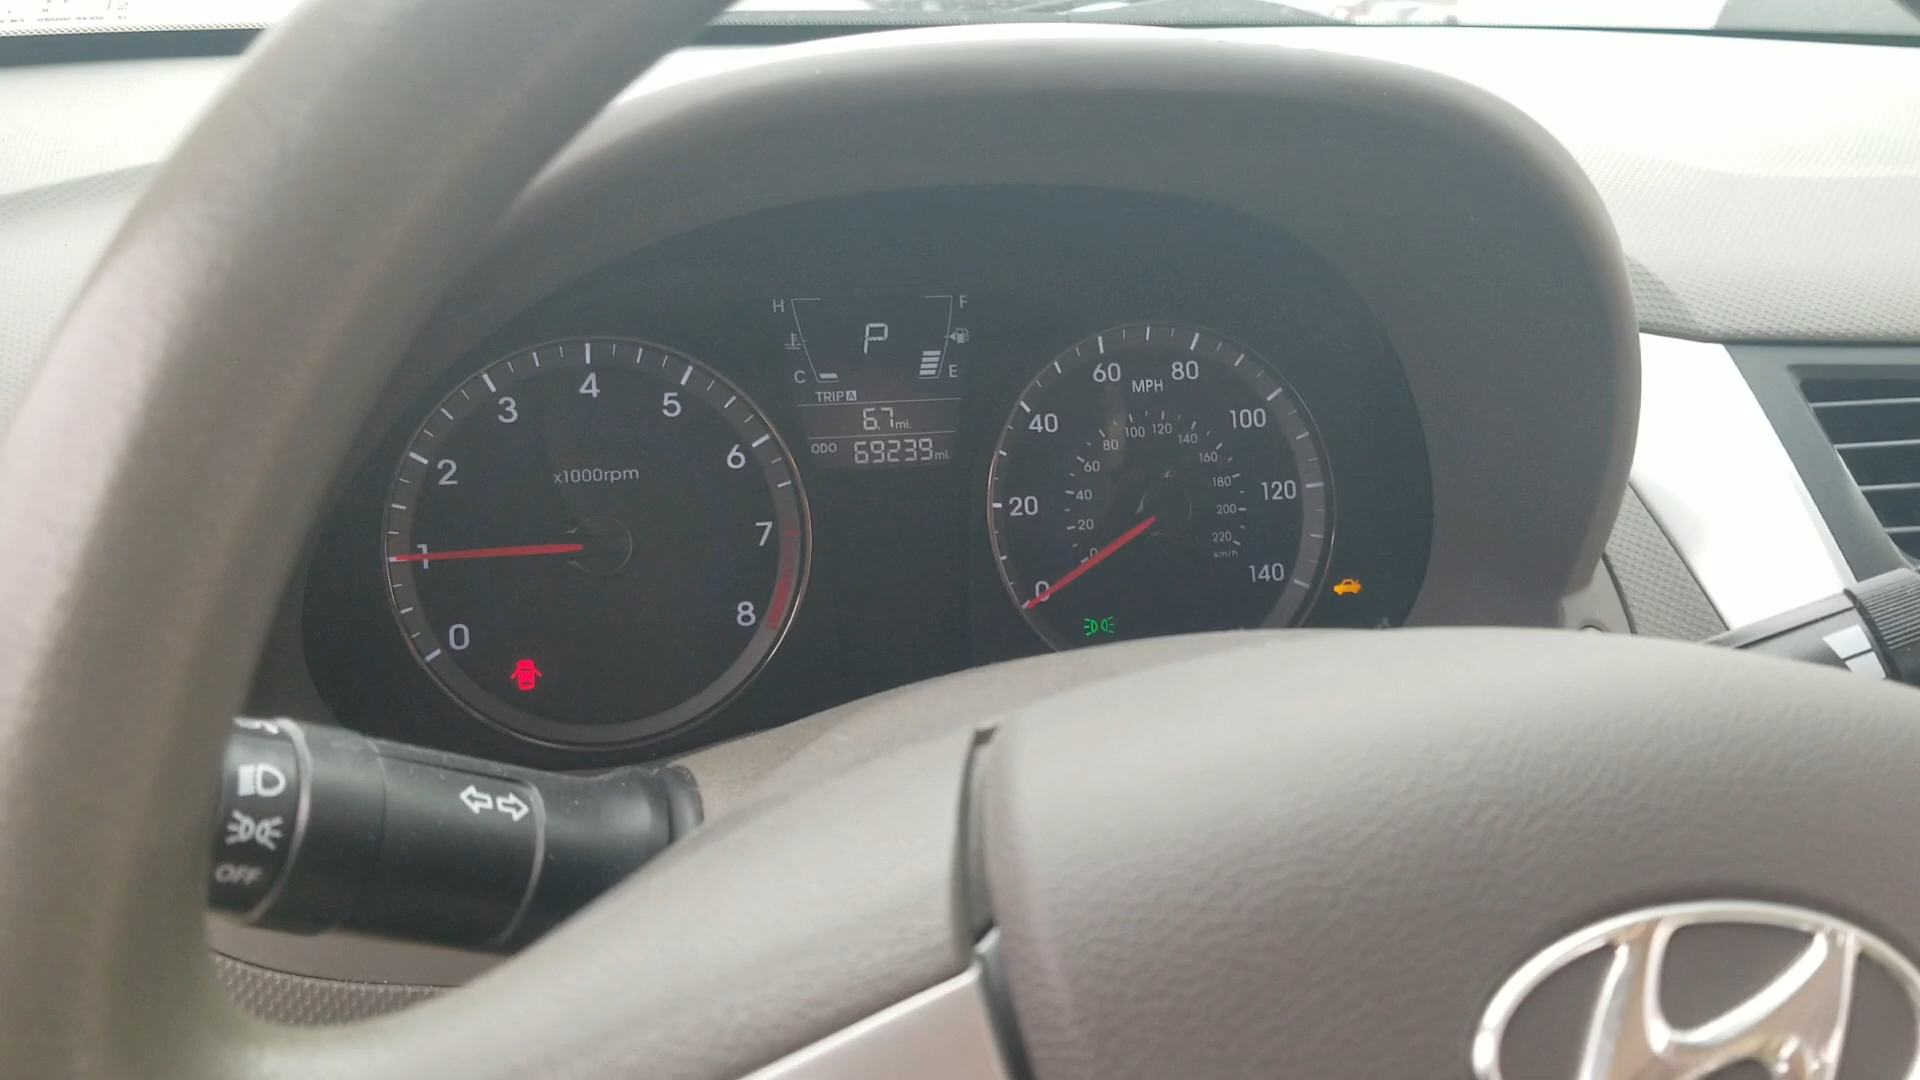 H F
P
C E
TRIP A
6.7 mi.
ODO 69239 mi.
0 1 2 3 4 5 6 7 8
x1000rpm
0 20 40 60 80 100 120 140
MPH
0 20 40 60 80 100 120 140 160 180 200 220
km/h
OFF